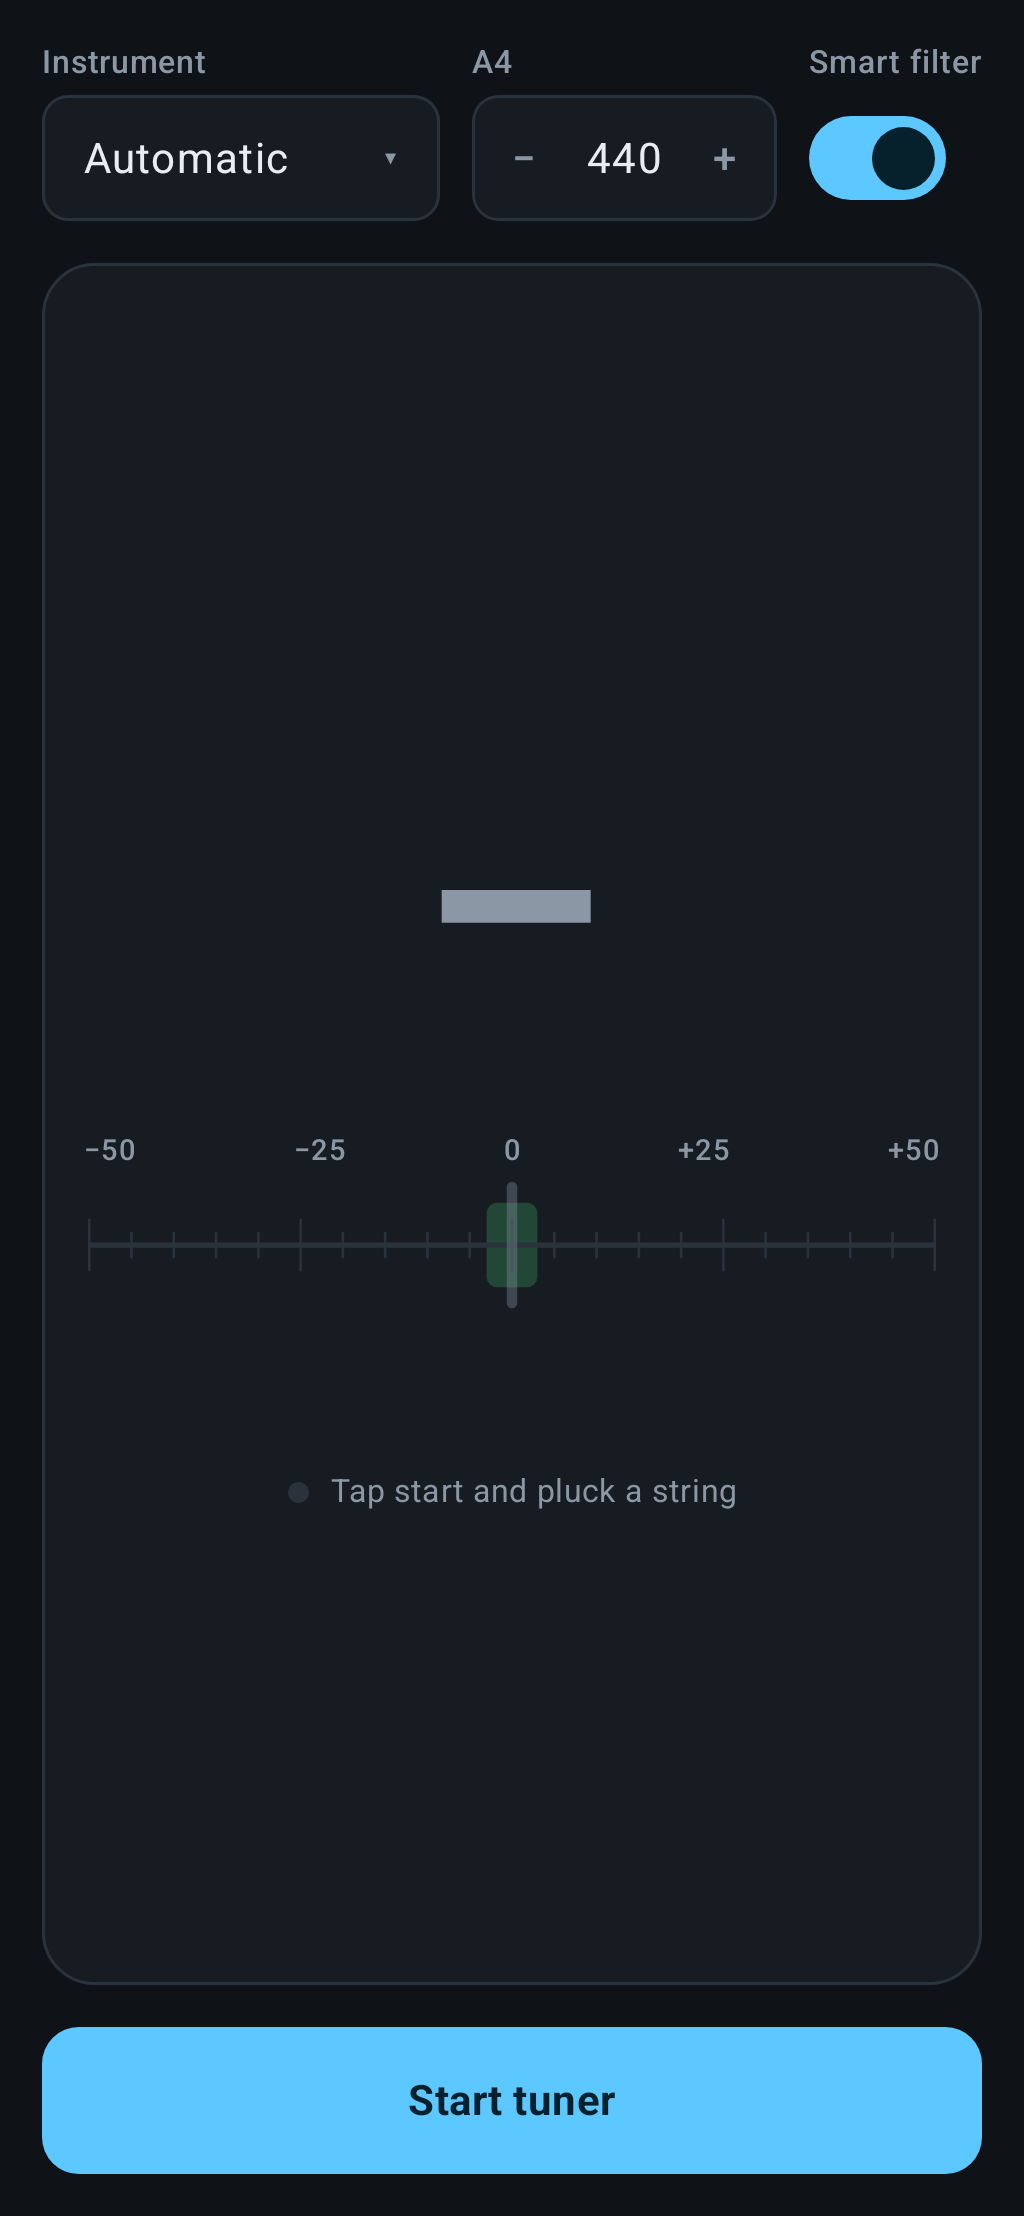 Instrument
A4
Smart filter
Automatic ▾
− 440 +
–
−50 −25 0 +25 +50
Tap start and pluck a string
Start tuner